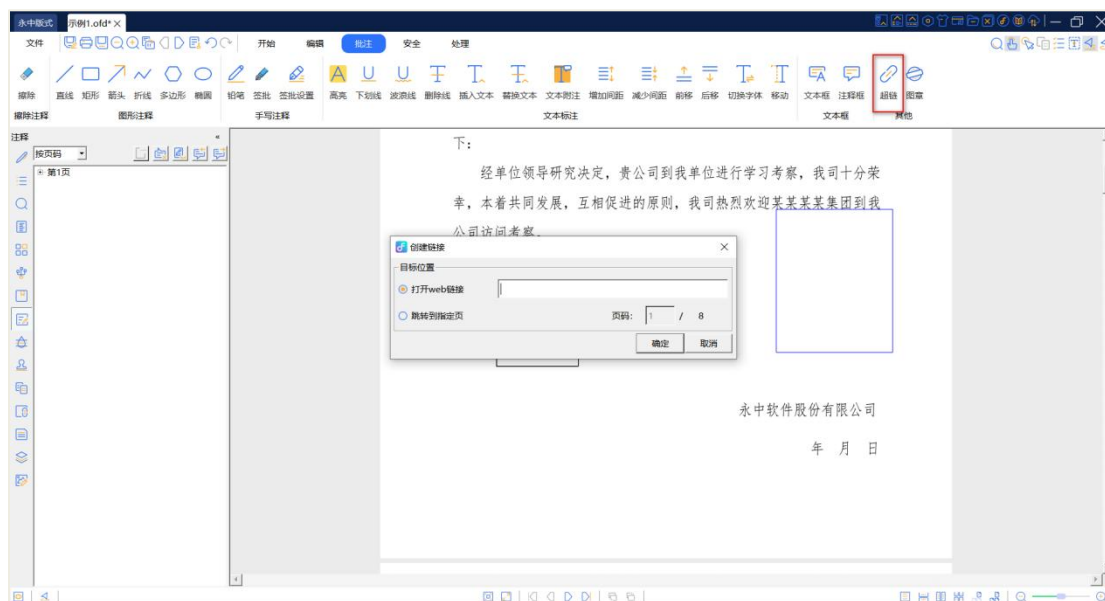 永中版式 示例1.ofd* ×
文件 开始 编辑 批注 安全 处理
擦除 直线 矩形 箭头 折线 多边形 椭圆 铅笔 签批 签批设置 高亮 下划线 波浪线 删除线 插入文本 替换文本 文本附注 增加间距 减少间距 前移 后移 切换字体 移动 文本框 注释框 超链 图章
擦除注释 图形注释 手写注释 文本标注 文本框 其他
注释
按页码
第1页
下：
经单位领导研究决定，贵公司到我单位进行学习考察，我司十分荣
幸，本着共同发展，互相促进的原则，我司热烈欢迎某某某某集团到我
公司访问考察。
创建链接
目标位置
打开web链接
跳转到指定页 页码: 1 / 8
确定 取消
永中软件股份有限公司
年 月 日